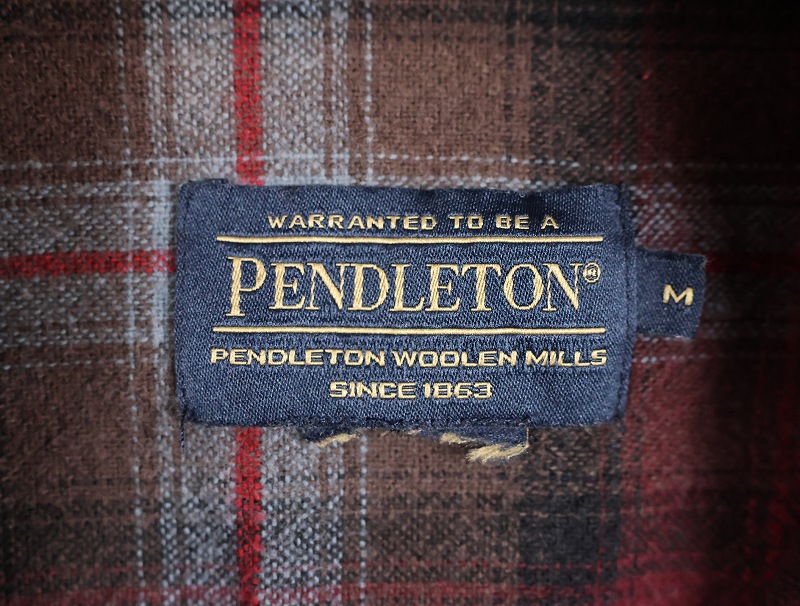 WARRANTED TO BE A
PENDLETON®
M
PENDLETON WOOLEN MILLS
SINCE 1863